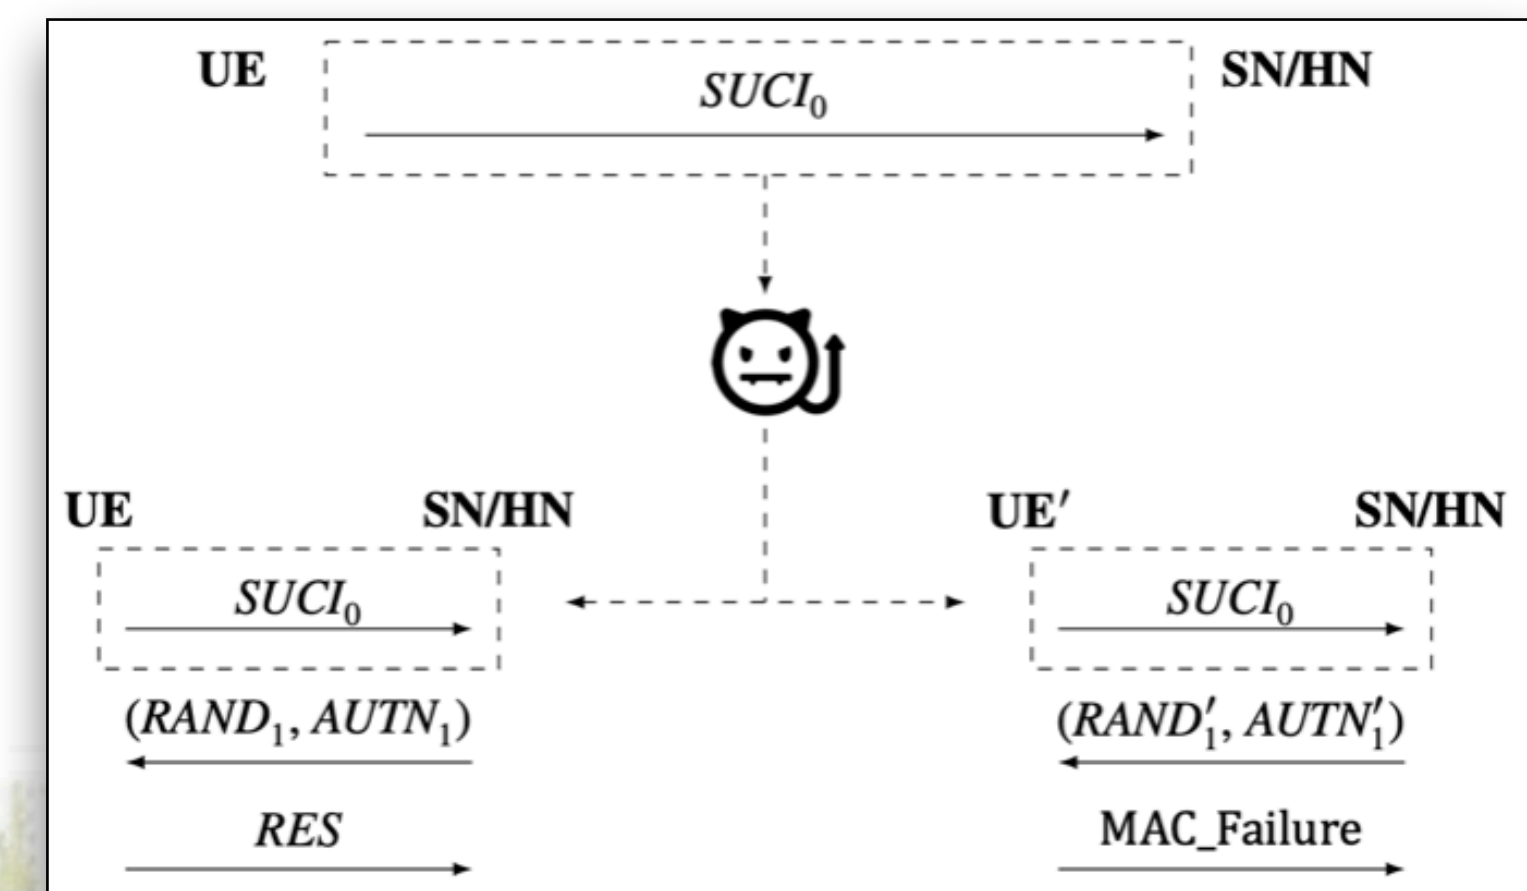 UE SUCI₀ SN/HN
UE SN/HN UE′ SN/HN
SUCI₀ SUCI₀
(RAND₁, AUTN₁) (RAND′₁, AUTN′₁)
RES MAC_Failure